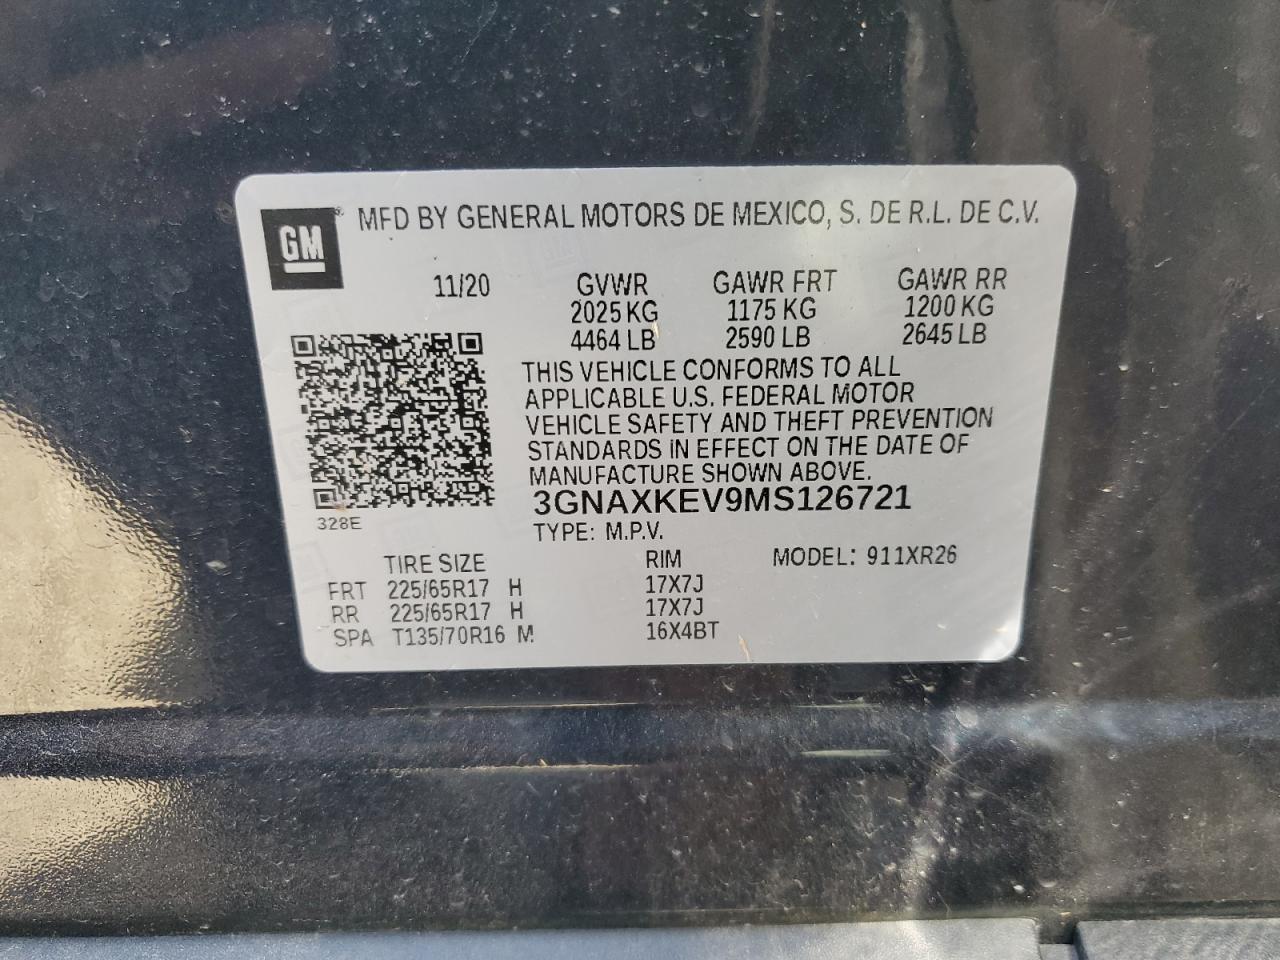 GM® MFD BY GENERAL MOTORS DE MEXICO, S. DE R.L. DE C.V.
11/20 GVWR GAWR FRT GAWR RR
2025 KG 1175 KG 1200 KG
4464 LB 2590 LB 2645 LB
THIS VEHICLE CONFORMS TO ALL
APPLICABLE U.S. FEDERAL MOTOR
VEHICLE SAFETY AND THEFT PREVENTION
STANDARDS IN EFFECT ON THE DATE OF
MANUFACTURE SHOWN ABOVE.
3GNAXKEV9MS126721
328E
TYPE: M.P.V.
TIRE SIZE RIM MODEL: 911XR26
FRT 225/65R17 H 17X7J
RR 225/65R17 H 17X7J
SPA T135/70R16 M 16X4BT